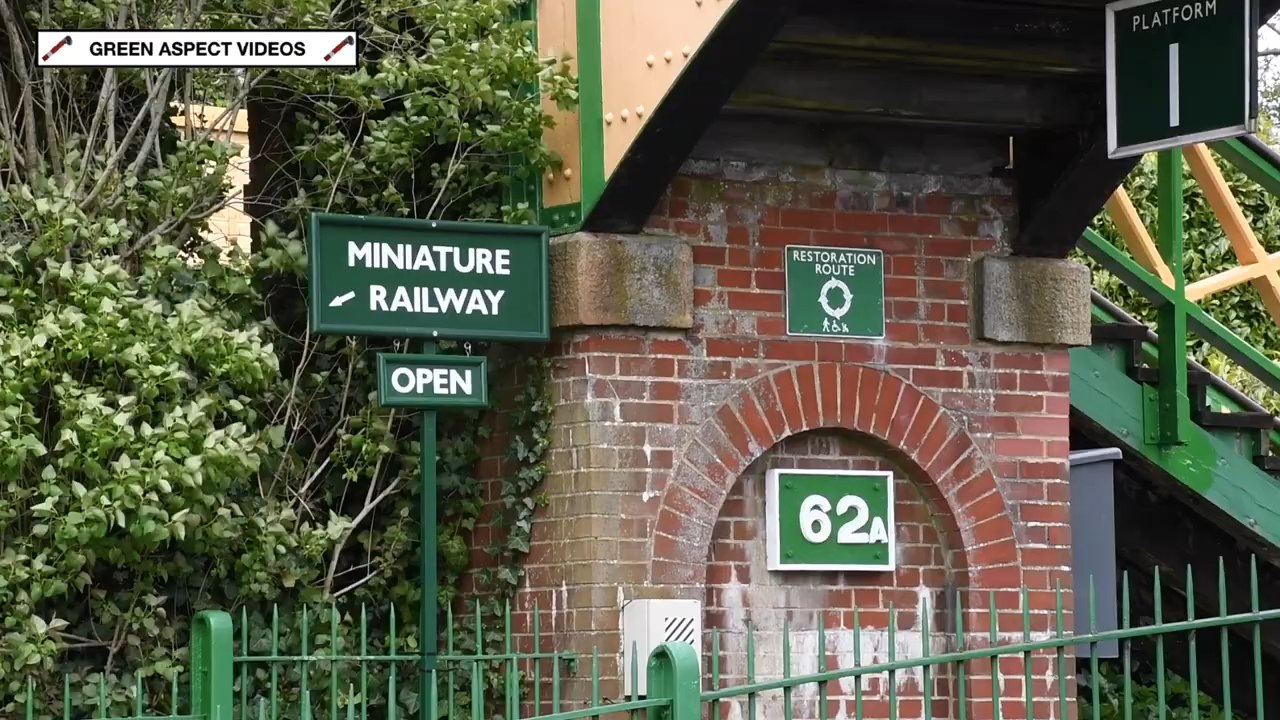 GREEN ASPECT VIDEOS
PLATFORM
1
MINIATURE
RAILWAY
OPEN
RESTORATION
ROUTE
62A